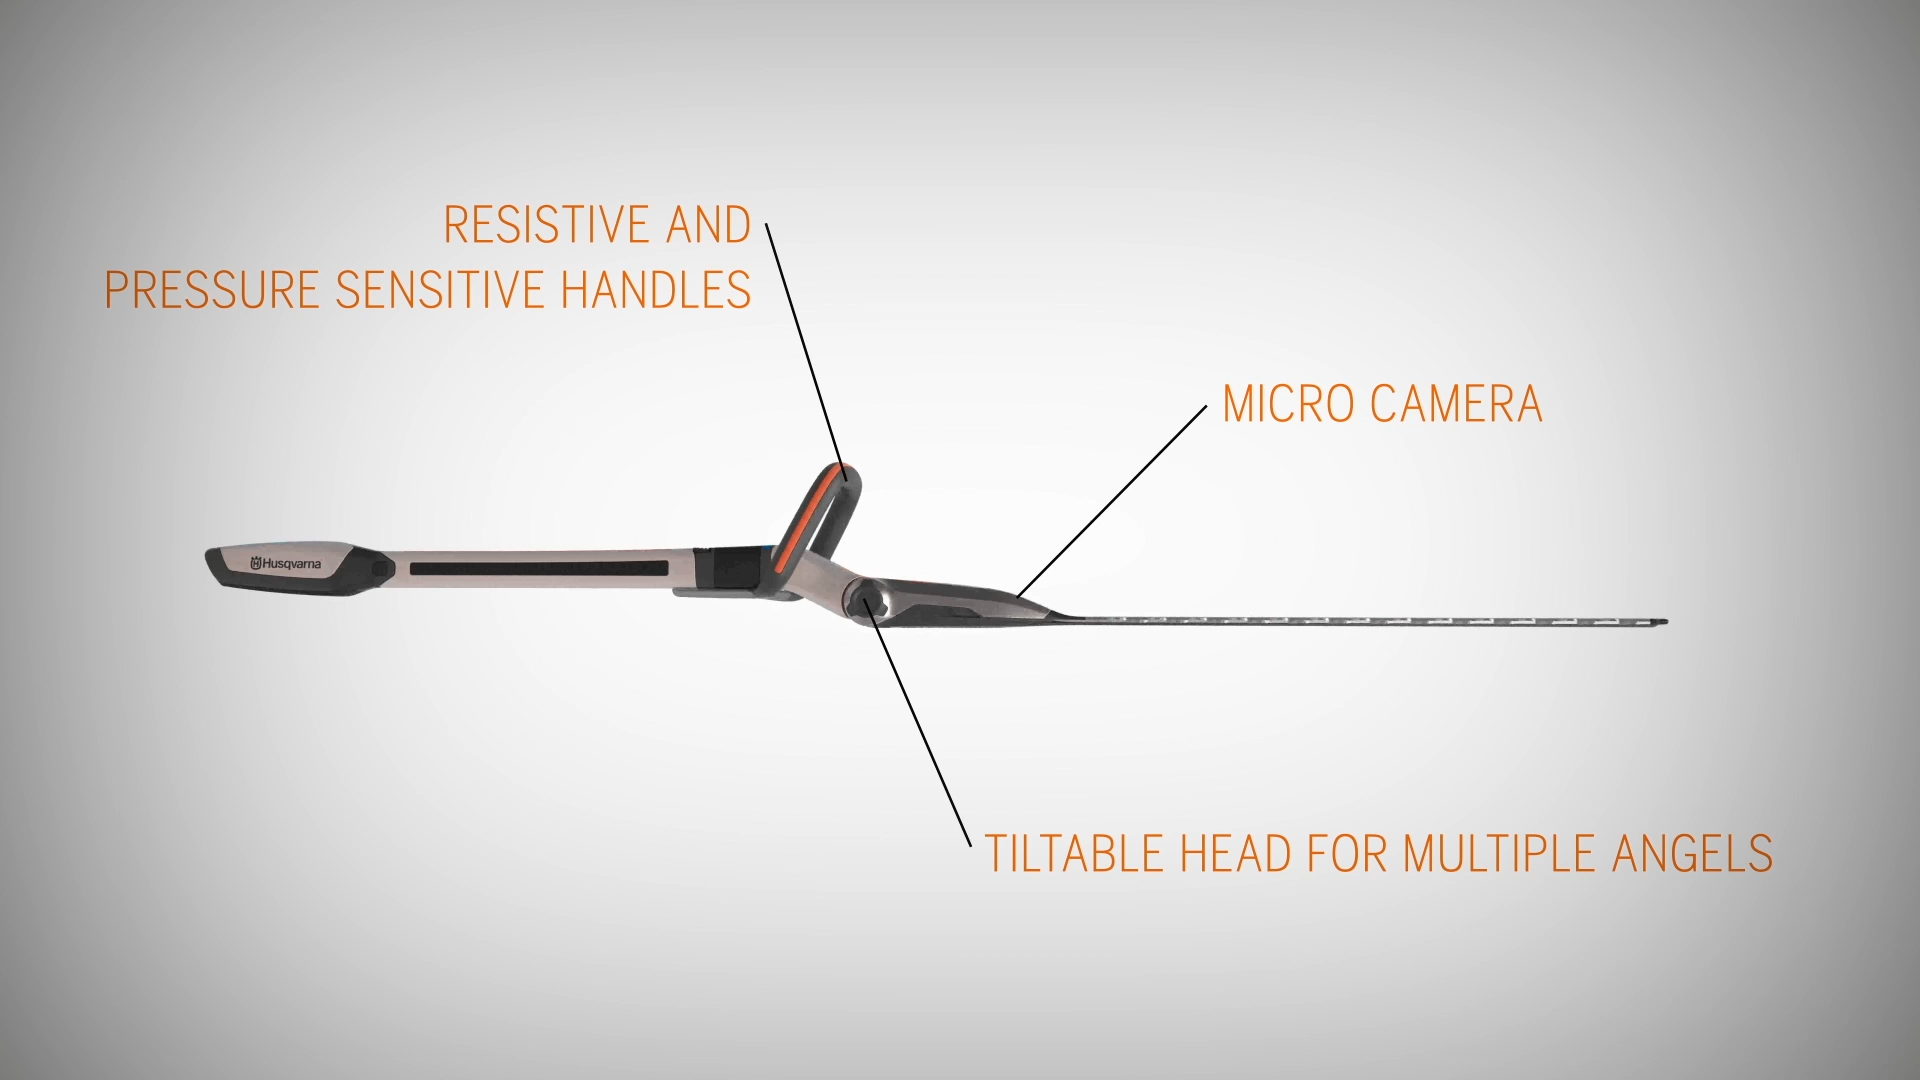 RESISTIVE AND
PRESSURE SENSITIVE HANDLES
MICRO CAMERA
Husqvarna
TILTABLE HEAD FOR MULTIPLE ANGELS